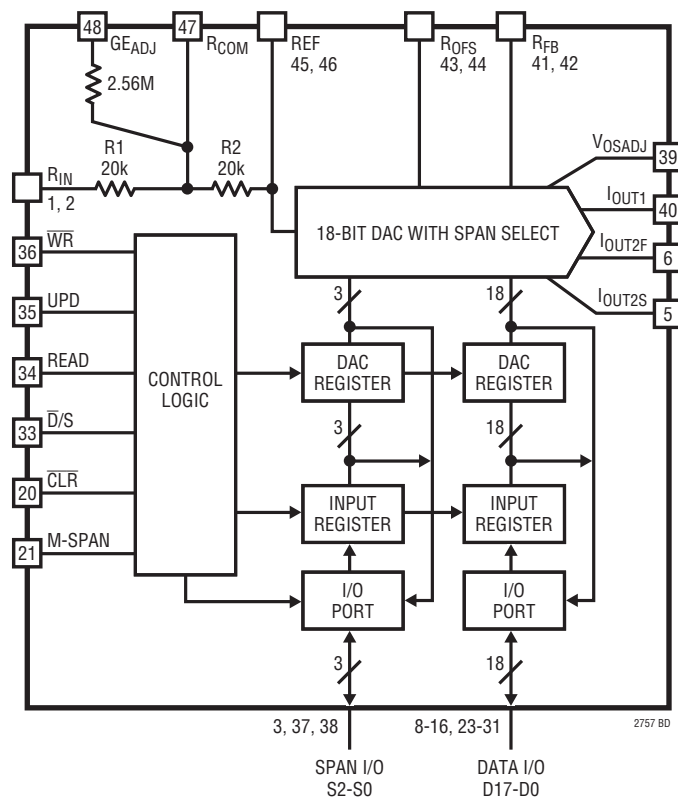 48
47
GEADJ
RCOM
REF
45, 46
ROFS
43, 44
RFB
41, 42
2.56M
R1
20k
R2
20k
RIN
1, 2
VOSADJ
39
IOUT1
40
IOUT2F
6
IOUT2S
5
18-BIT DAC WITH SPAN SELECT
36
WR
35
UPD
34
READ
33
D/S
20
CLR
21
M-SPAN
CONTROL
LOGIC
3
18
DAC
REGISTER
DAC
REGISTER
3
18
INPUT
REGISTER
INPUT
REGISTER
I/O
PORT
I/O
PORT
3
18
3, 37, 38
8-16, 23-31
2757 BD
SPAN I/O
S2-S0
DATA I/O
D17-D0